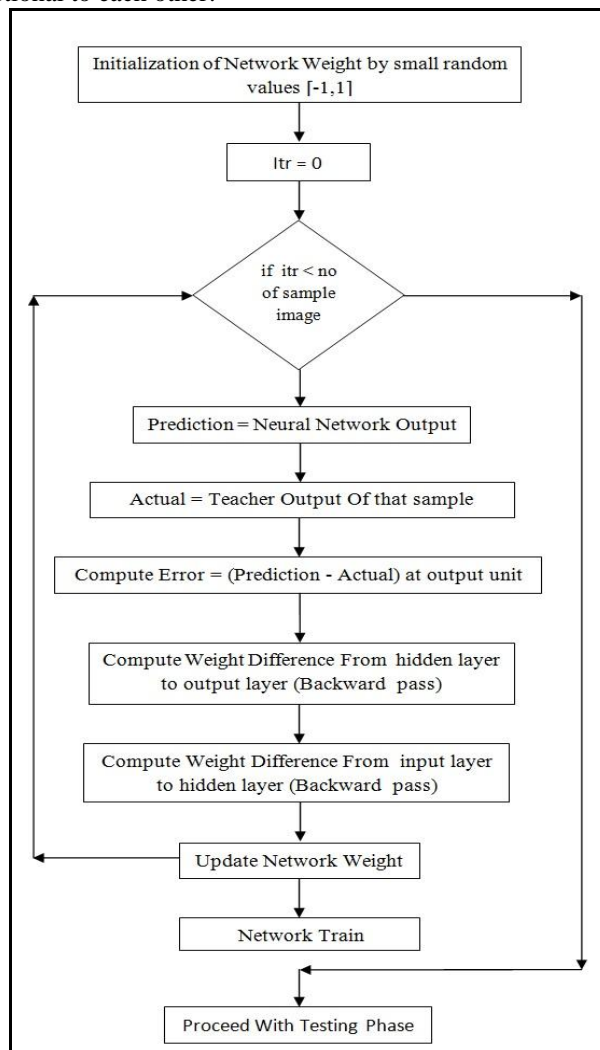 to each other.
Initialization of Network Weight by small random
values [-1,1]
Itr = 0
if itr < no
of sample
image
Prediction = Neural Network Output
Actual = Teacher Output Of that sample
Compute Error = (Prediction - Actual) at output unit
Compute Weight Difference From hidden layer
to output layer (Backward pass)
Compute Weight Difference From input layer
to hidden layer (Backward pass)
Update Network Weight
Network Train
Proceed With Testing Phase